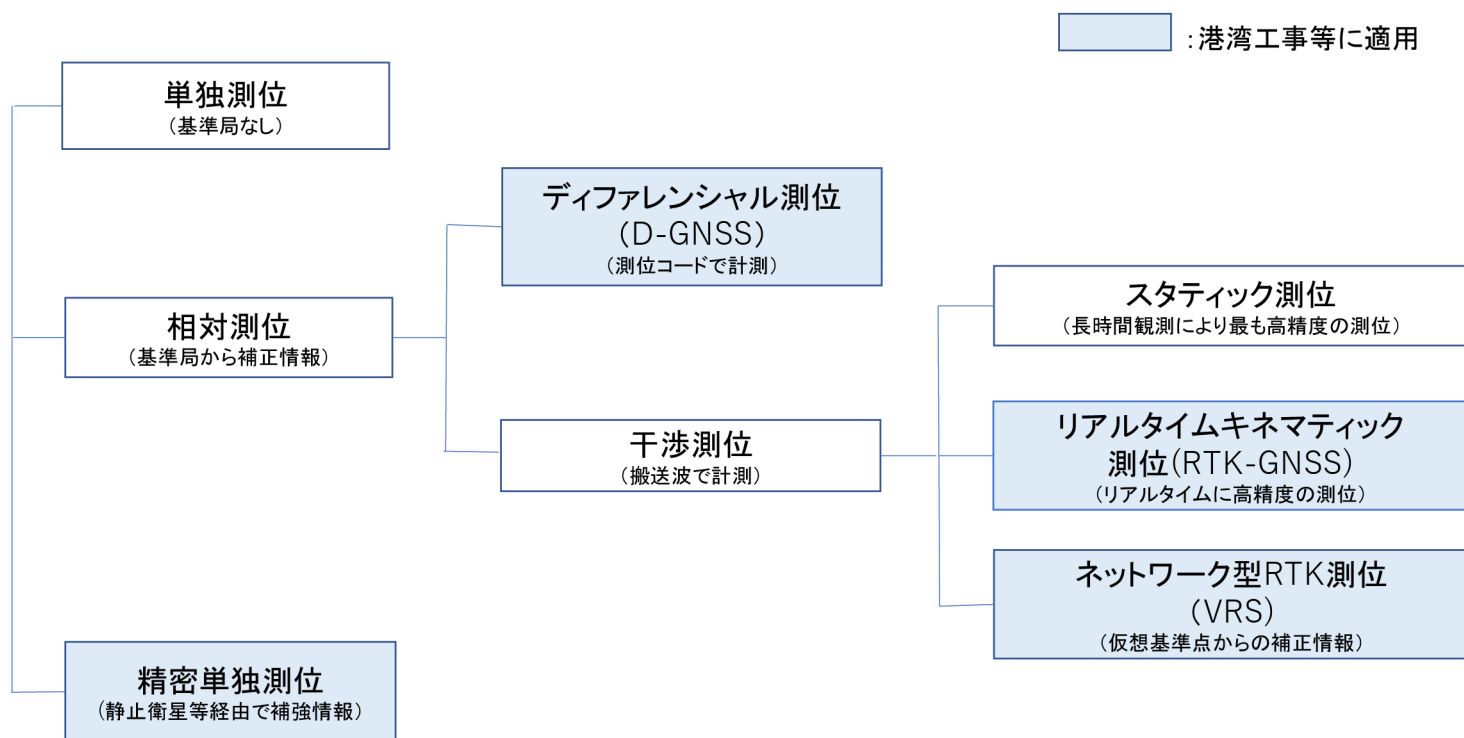 :港湾工事等に適用
単独測位
(基準局なし)
相対測位
(基準局から補正情報)
精密単独測位
(静止衛星等経由で補強情報)
ディファレンシャル測位
(D-GNSS)
(測位コードで計測)
干渉測位
(搬送波で計測)
スタティック測位
(長時間観測により最も高精度の測位)
リアルタイムキネマティック
測位(RTK-GNSS)
(リアルタイムに高精度の測位)
ネットワーク型RTK測位
(VRS)
(仮想基準点からの補正情報)